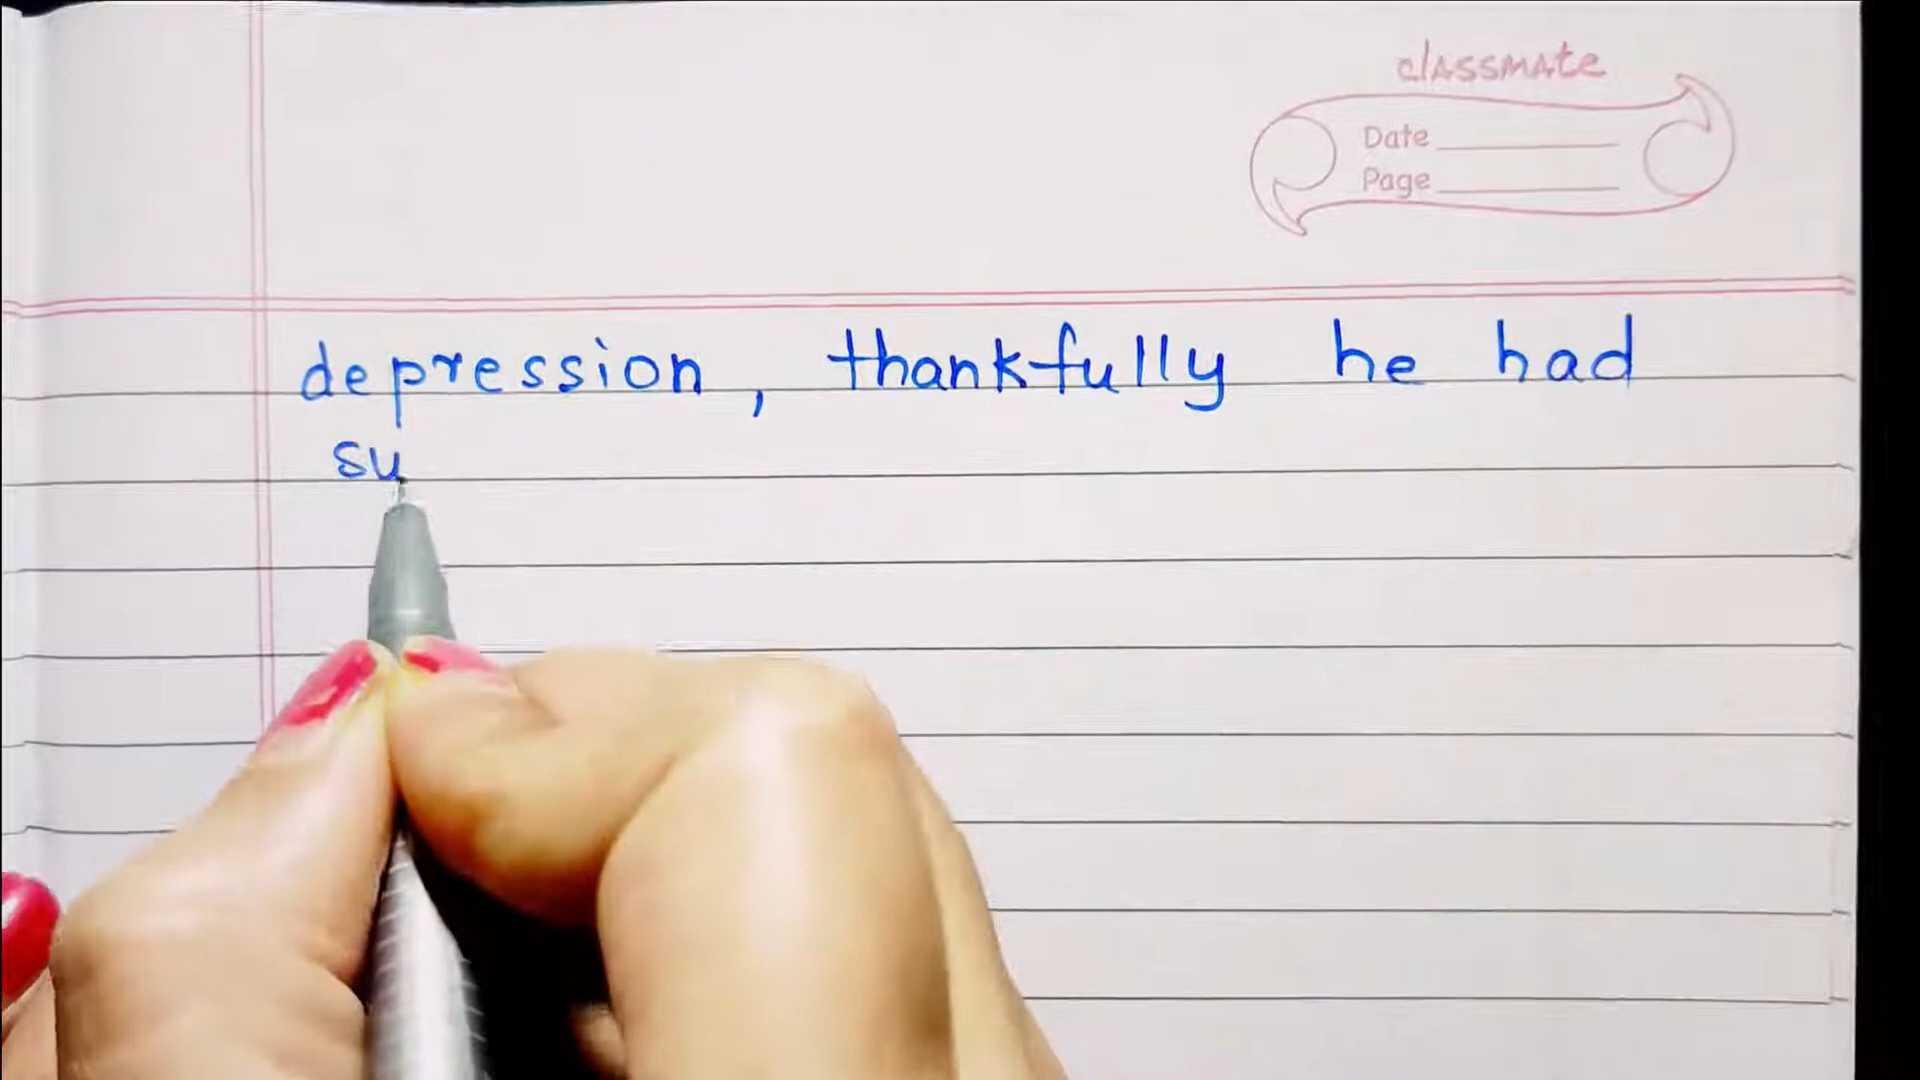 classmate
Date
Page
depression, thankfully he had
su